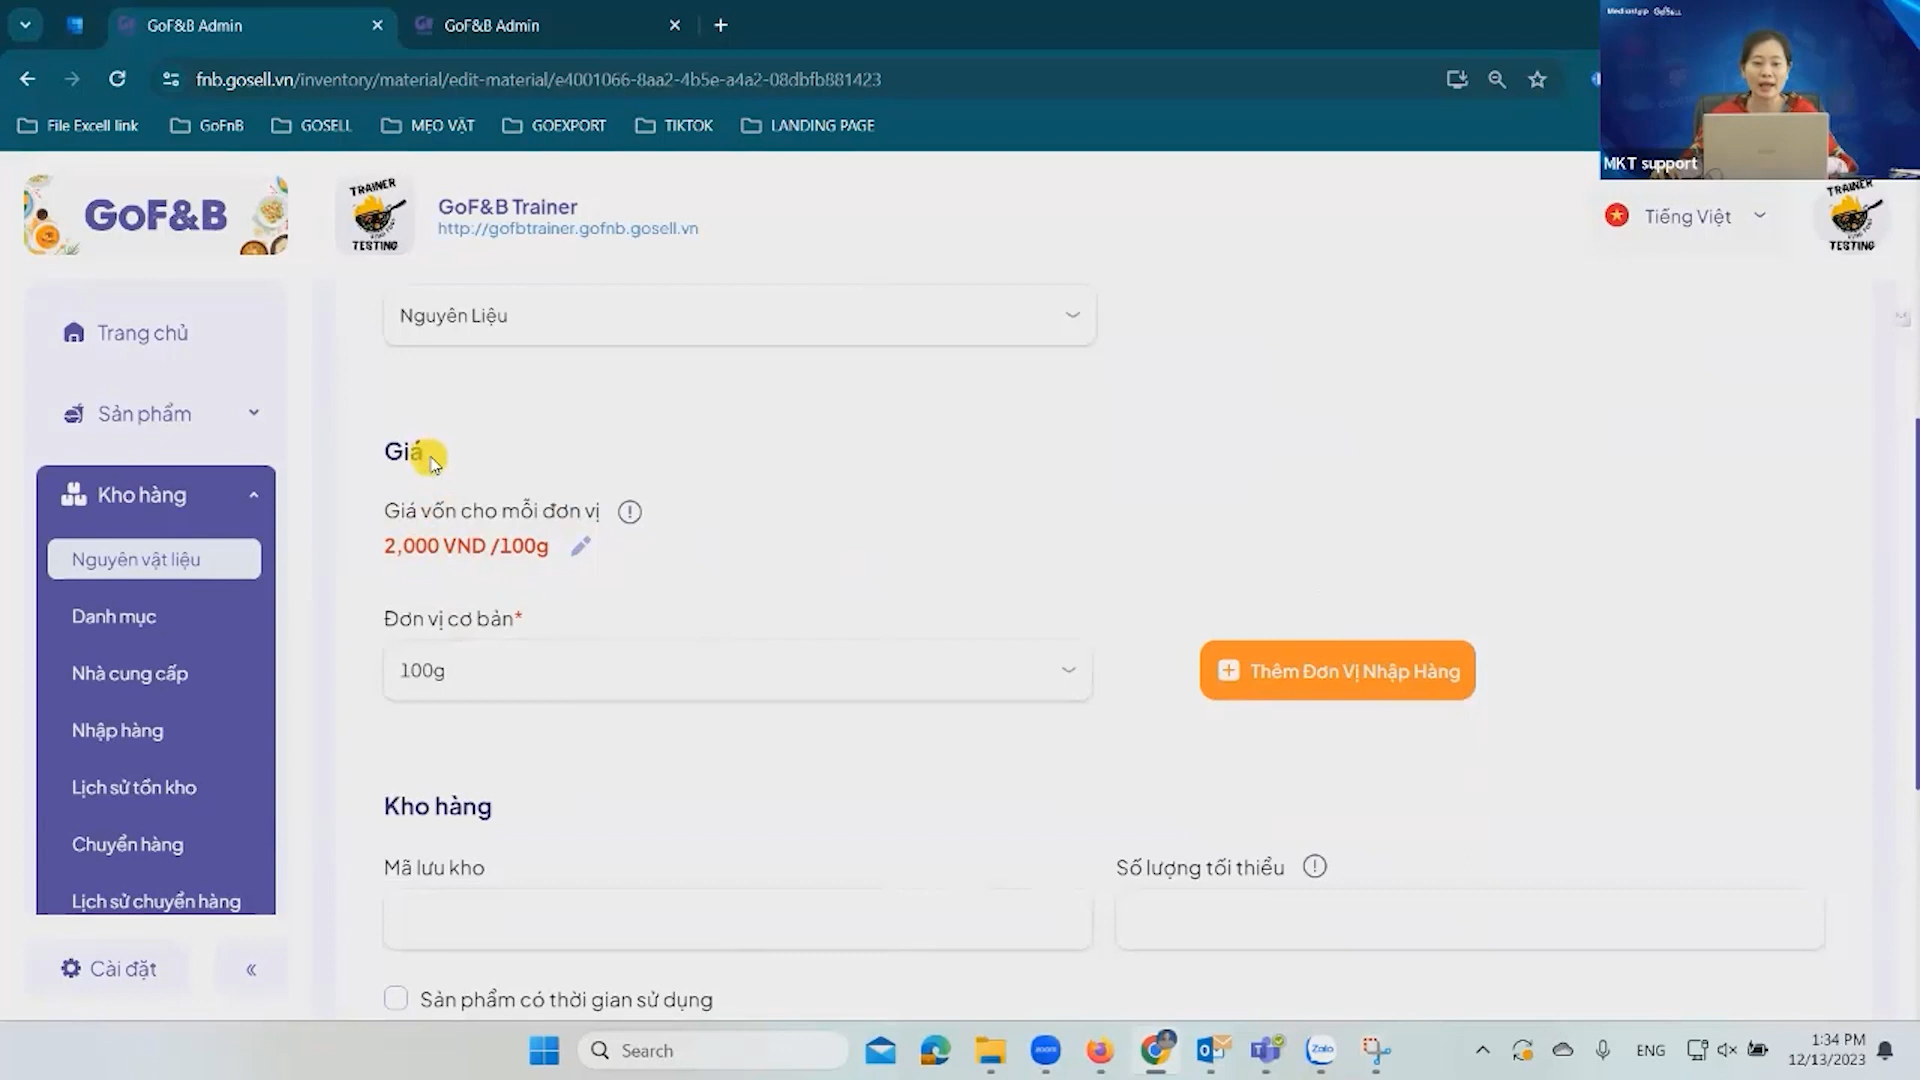 GoF&B Admin
GoF&B Admin
fnb.gosell.vn/inventory/material/edit-material/e4001066-8aa2-4b5e-a4a2-08dbfb881423
File Excell link
GoFnB
GOSELL
MẸO VẶT
GOEXPORT
TIKTOK
LANDING PAGE
Mediastep GoSELL
MKT support
GoF&B
TRAINER
TESTING
GoF&B Trainer
http://gofbtrainer.gofnb.gosell.vn
Tiếng Việt
TRAINER
TESTING
Trang chủ
Sản phẩm
Kho hàng
Nguyên vật liệu
Danh mục
Nhà cung cấp
Nhập hàng
Lịch sử tồn kho
Chuyển hàng
Lịch sử chuyển hàng
Cài đặt
«
Nguyên Liệu
Giá
Giá vốn cho mỗi đơn vị
2,000 VND /100g
Đơn vị cơ bản*
100g
Thêm Đơn Vị Nhập Hàng
Kho hàng
Mã lưu kho
Số lượng tối thiểu
Sản phẩm có thời gian sử dụng
Search
zoom
Zalo
ENG
1:34 PM
12/13/2023